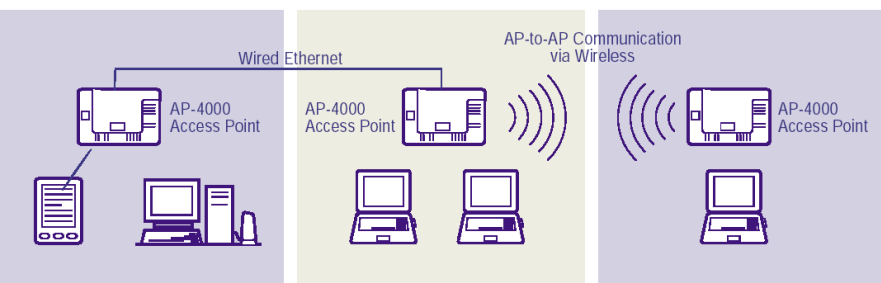 AP-to-AP Communication
via Wireless
Wired Ethernet
AP-4000
Access Point
AP-4000
Access Point
AP-4000
Access Point